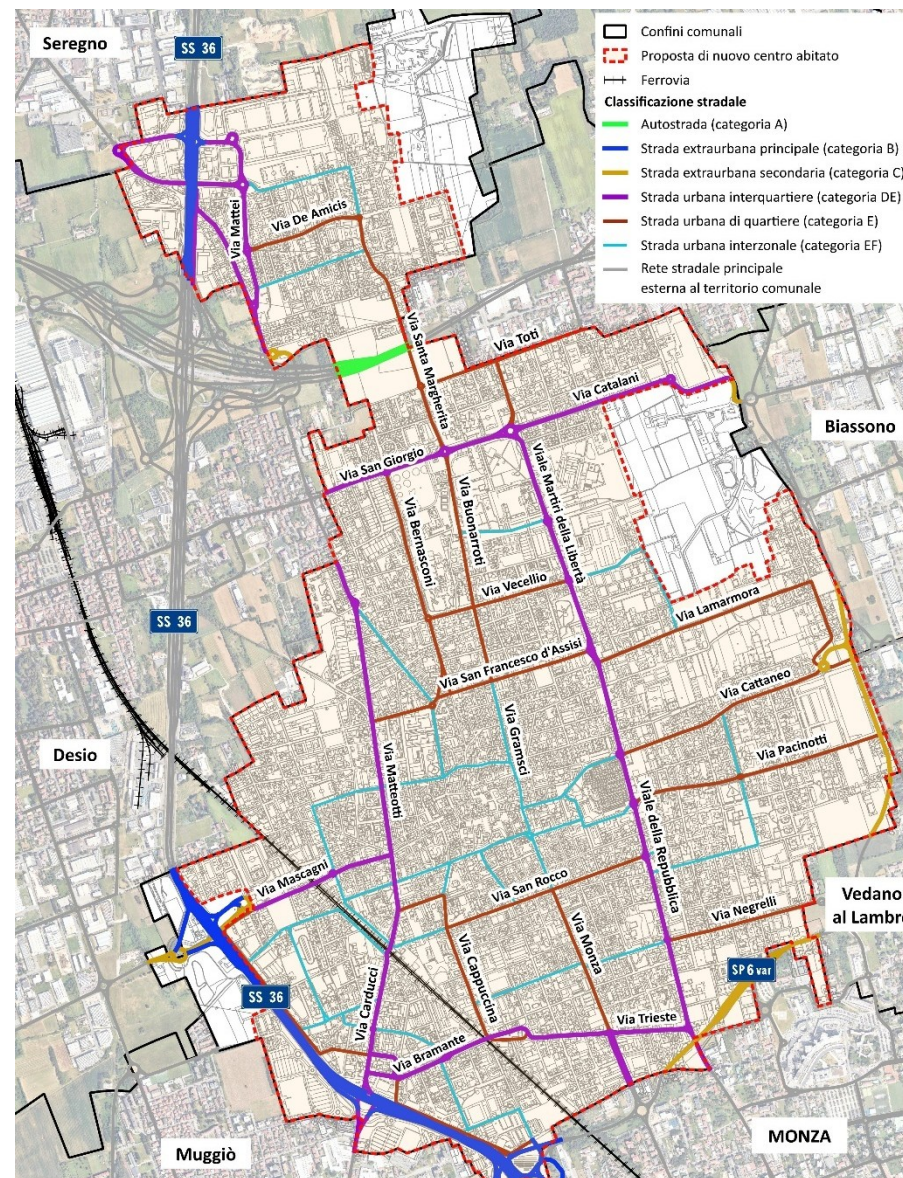 Seregno
SS 36
Confini comunali
Proposta di nuovo centro abitato
Ferrovia
Classificazione stradale
Autostrada (categoria A)
Strada extraurbana principale (categoria B)
Strada extraurbana secondaria (categoria C)
Strada urbana interquartiere (categoria DE)
Strada urbana di quartiere (categoria E)
Strada urbana interzonale (categoria EF)
Rete stradale principale
esterna al territorio comunale
Via Mattei
Via De Amicis
Via Santa Margherita
Via Toti
Via Catalani
Biassono
Via San Giorgio
Via Bernasconi
Via Buonarroti
Viale Martiri della Libertà
Via Vecellio
Via Lamarmora
SS 36
Via San Francesco d'Assisi
Via Cattaneo
Desio
Via Gramsci
Via Pacinotti
Via Matteotti
Viale della Repubblica
Via Mascagni
Via San Rocco
Vedano
al Lambro
Via Negrelli
Via Cappuccina
Via Monza
SP 6 var
SS 36
Via Carducci
Via Trieste
Via Bramante
Muggiò
MONZA